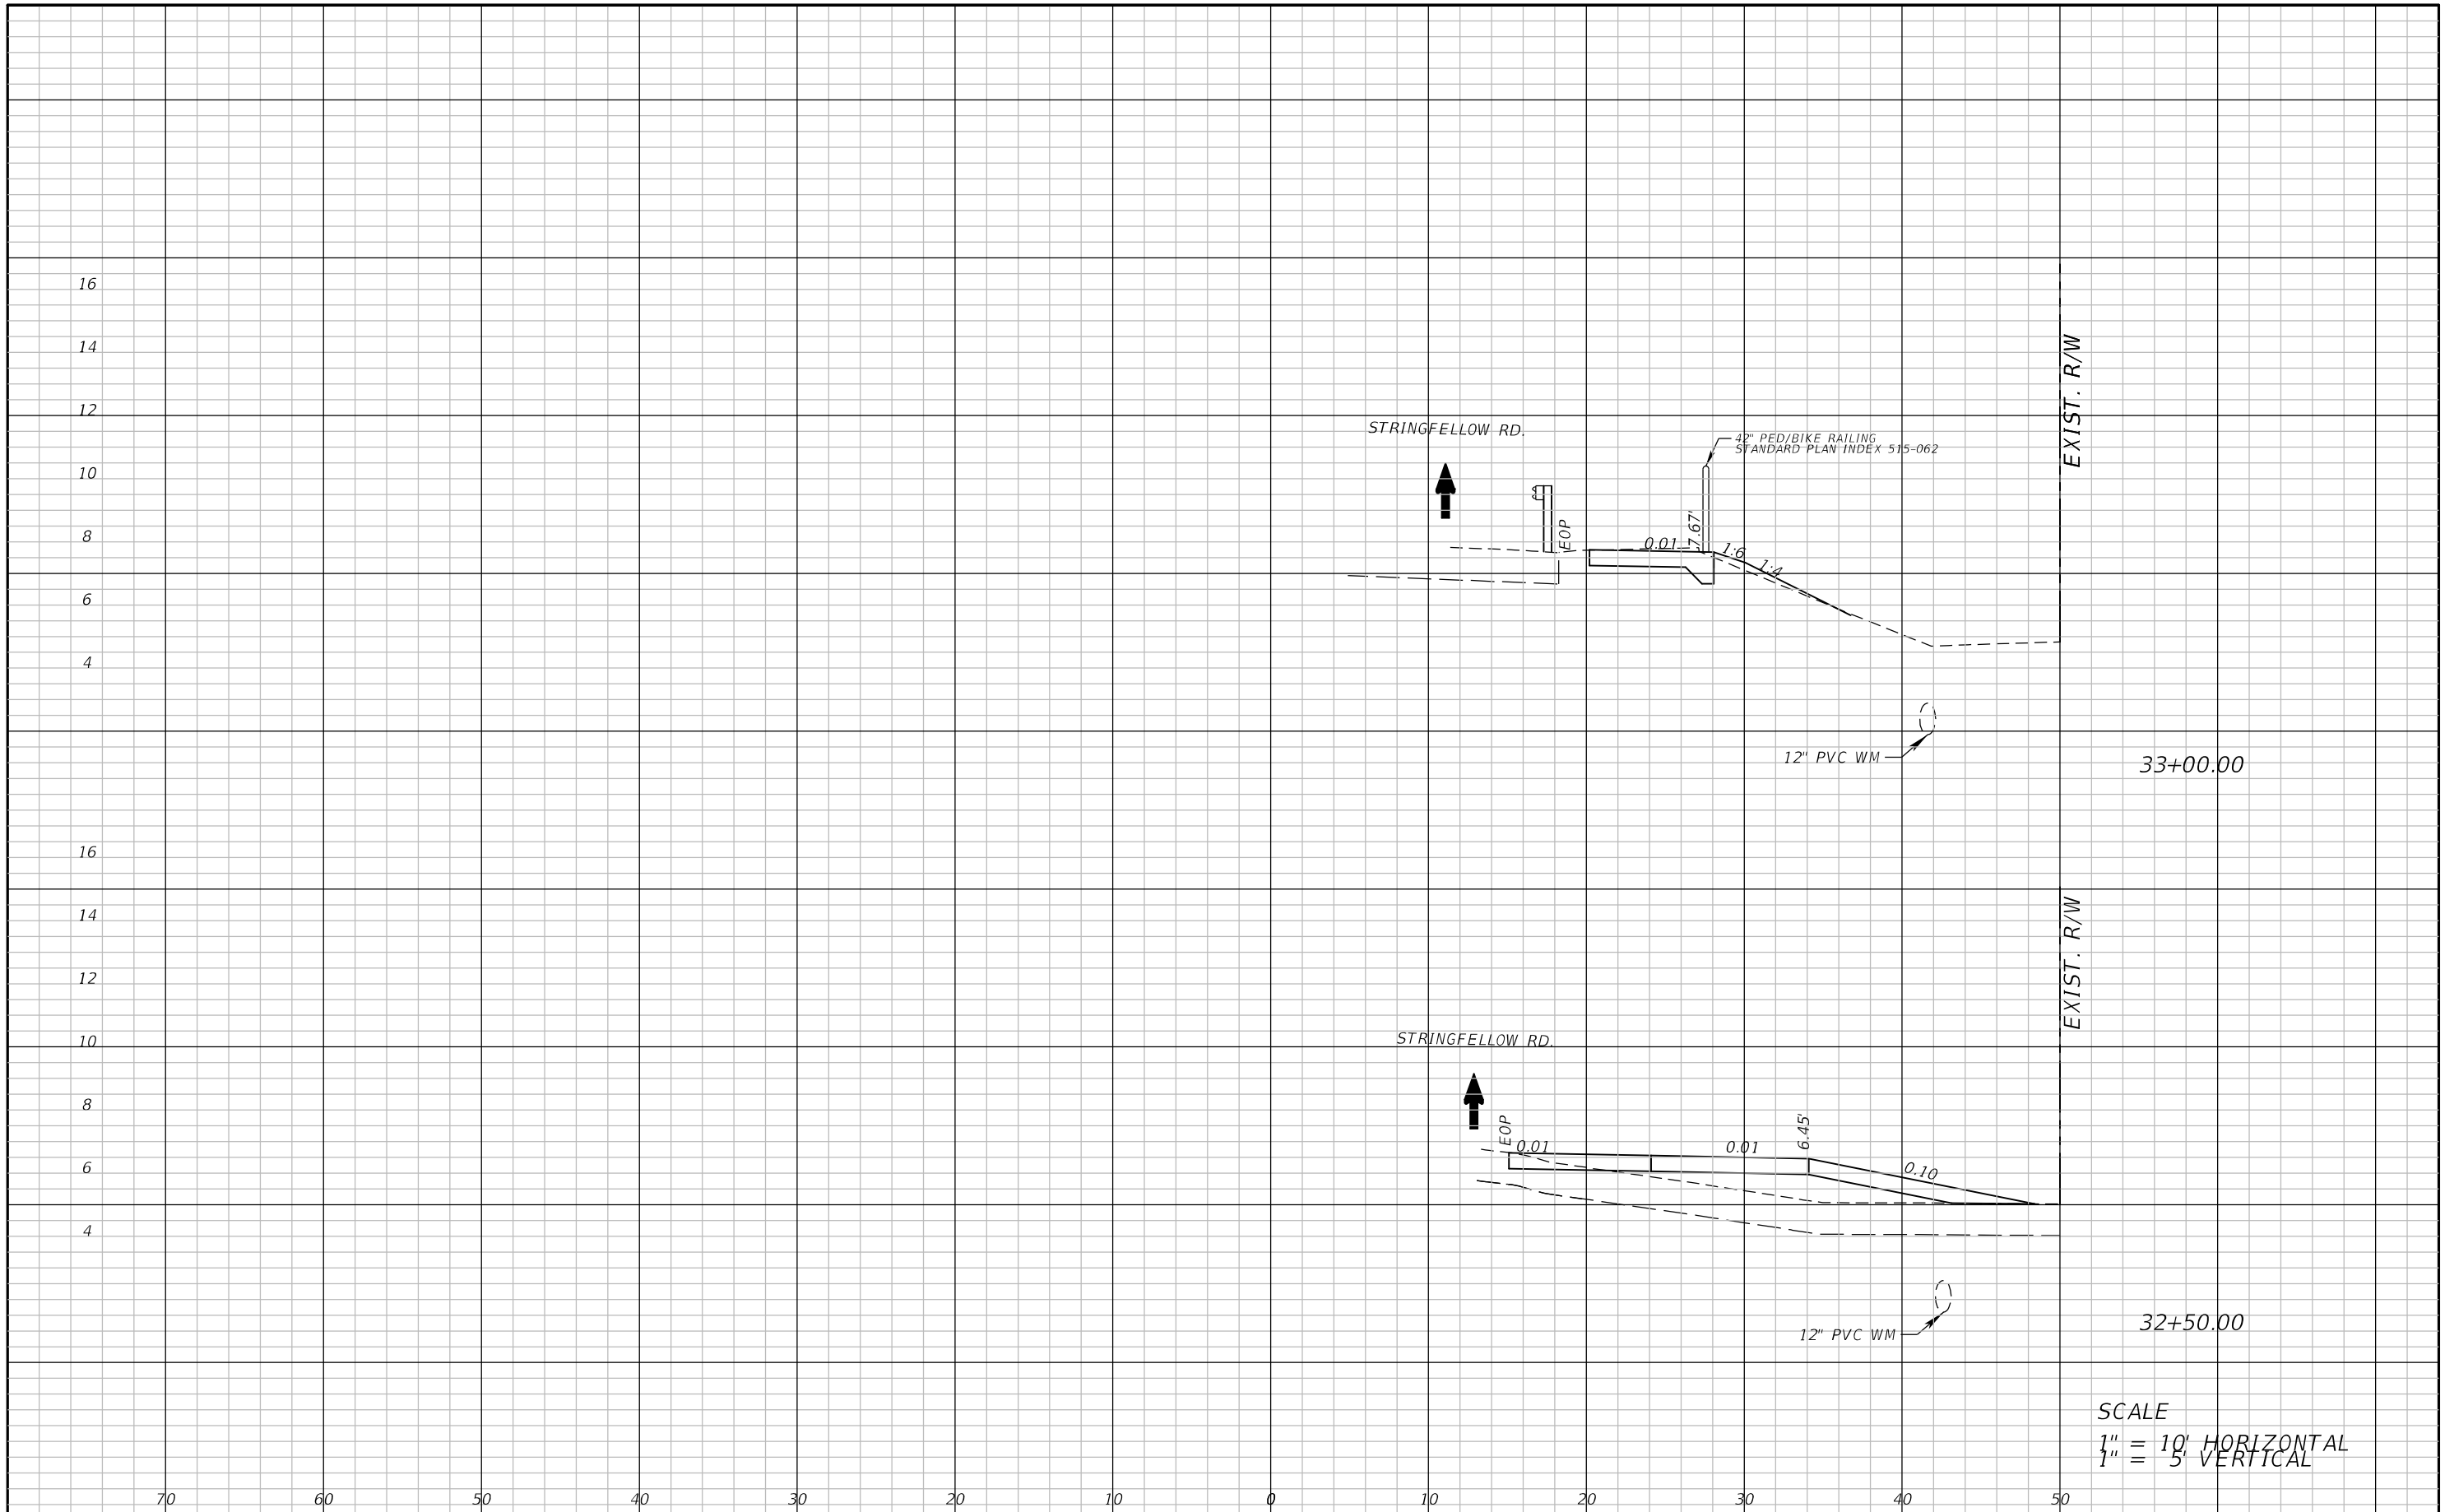 16
14
EXIST. R/W
12
STRINGFELLOW RD.
42" PED/BIKE RAILING
STANDARD PLAN INDEX 515-062
10
8
EOP
0.01
7.67'
1:6
1:4
6
4
12" PVC WM
33+00.00
16
14
EXIST. R/W
12
10
STRINGFELLOW RD.
8
EOP
0.01
0.01
6.45'
0.10
6
4
12" PVC WM
32+50.00
SCALE
1" = 10' HORIZONTAL
1" = 5' VERTICAL
70 60 50 40 30 20 10 0 10 20 30 40 50